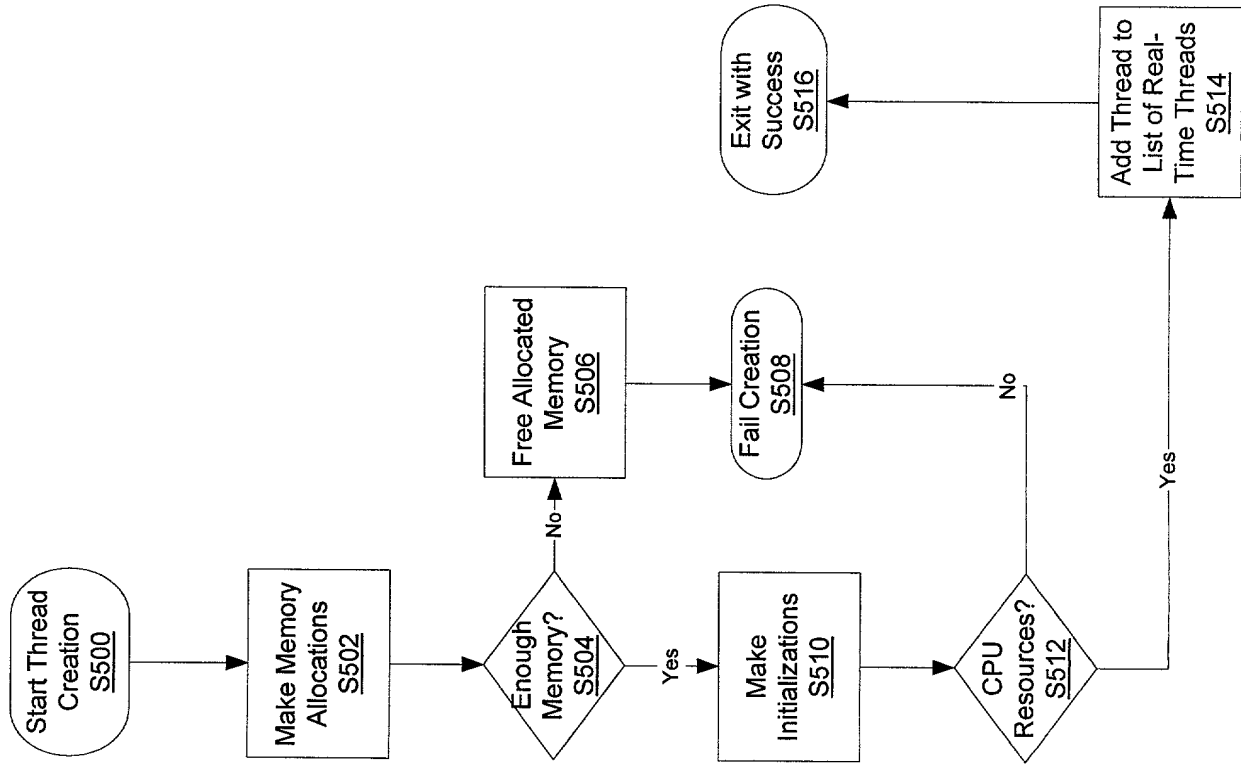 Start Thread
Creation
S500
Make Memory
Allocations
S502
Enough
Memory?
S504
No
Free Allocated
Memory
S506
Fail Creation
S508
Yes
Make
Initializations
S510
CPU
Resources?
S512
No
Yes
Add Thread to
List of Real-
Time Threads
S514
Exit with
Success
S516